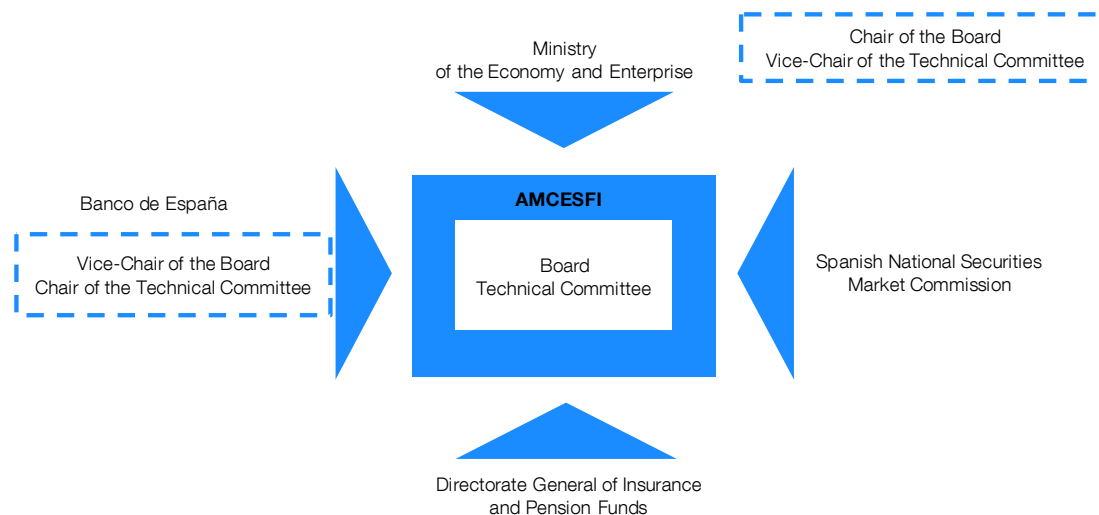 Ministry
of the Economy and Enterprise
Chair of the Board
Vice-Chair of the Technical Committee
Banco de España
Vice-Chair of the Board
Chair of the Technical Committee
AMCESFI
Board
Technical Committee
Spanish National Securities
Market Commission
Directorate General of Insurance
and Pension Funds